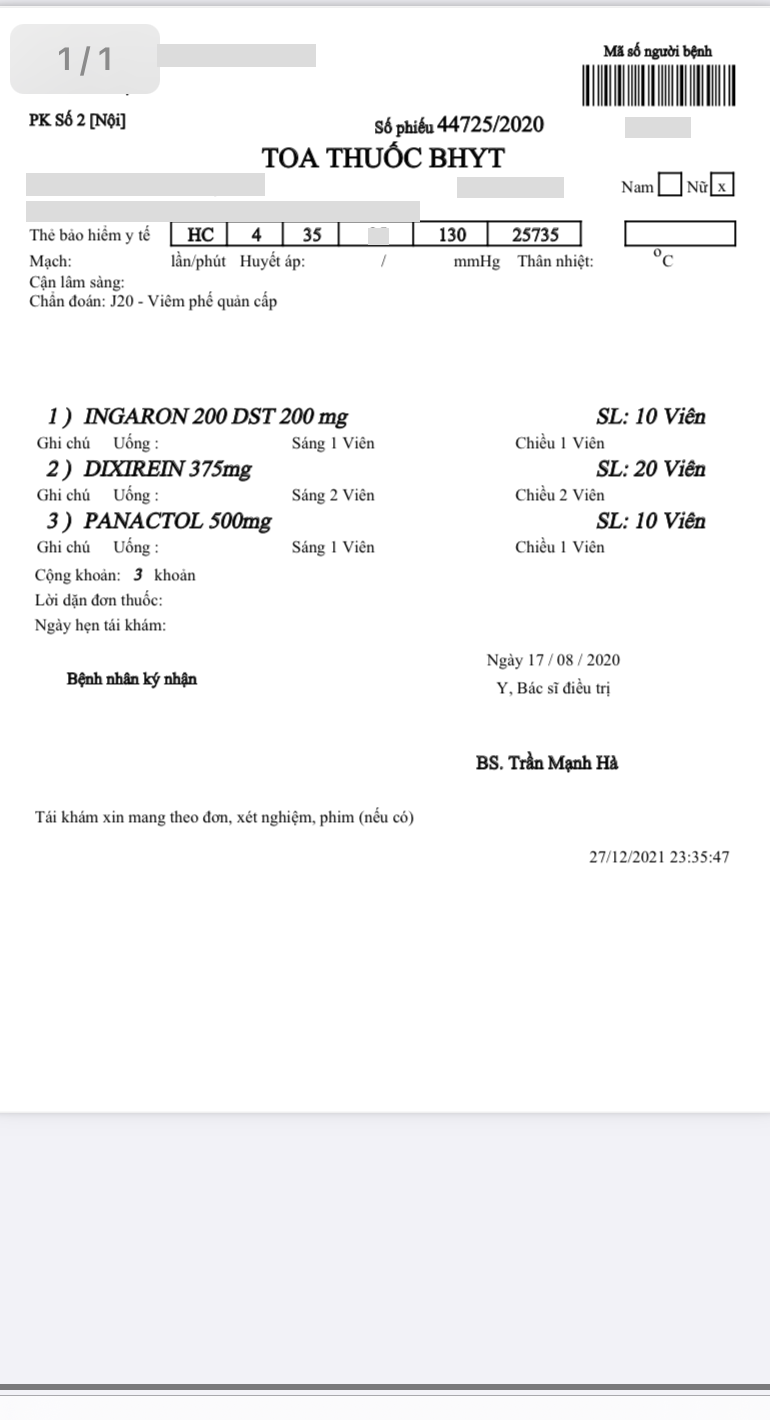 1/1
Mã số người bệnh
PK Số 2 [Nội]
Số phiếu 44725/2020
TOA THUỐC BHYT
Nam Nữ x
Thẻ bảo hiểm y tế HC 4 35 130 25735
Mạch: lần/phút Huyết áp: / mmHg Thân nhiệt: °C
Cận lâm sàng:
Chẩn đoán: J20 - Viêm phế quản cấp
1 ) INGARON 200 DST 200 mg SL: 10 Viên
Ghi chú Uống : Sáng 1 Viên Chiều 1 Viên
2 ) DIXIREIN 375mg SL: 20 Viên
Ghi chú Uống : Sáng 2 Viên Chiều 2 Viên
3 ) PANACTOL 500mg SL: 10 Viên
Ghi chú Uống : Sáng 1 Viên Chiều 1 Viên
Cộng khoản: 3 khoản
Lời dặn đơn thuốc:
Ngày hẹn tái khám:
Ngày 17 / 08 / 2020
Bệnh nhân ký nhận
Y, Bác sĩ điều trị
BS. Trần Mạnh Hà
Tái khám xin mang theo đơn, xét nghiệm, phim (nếu có)
27/12/2021 23:35:47